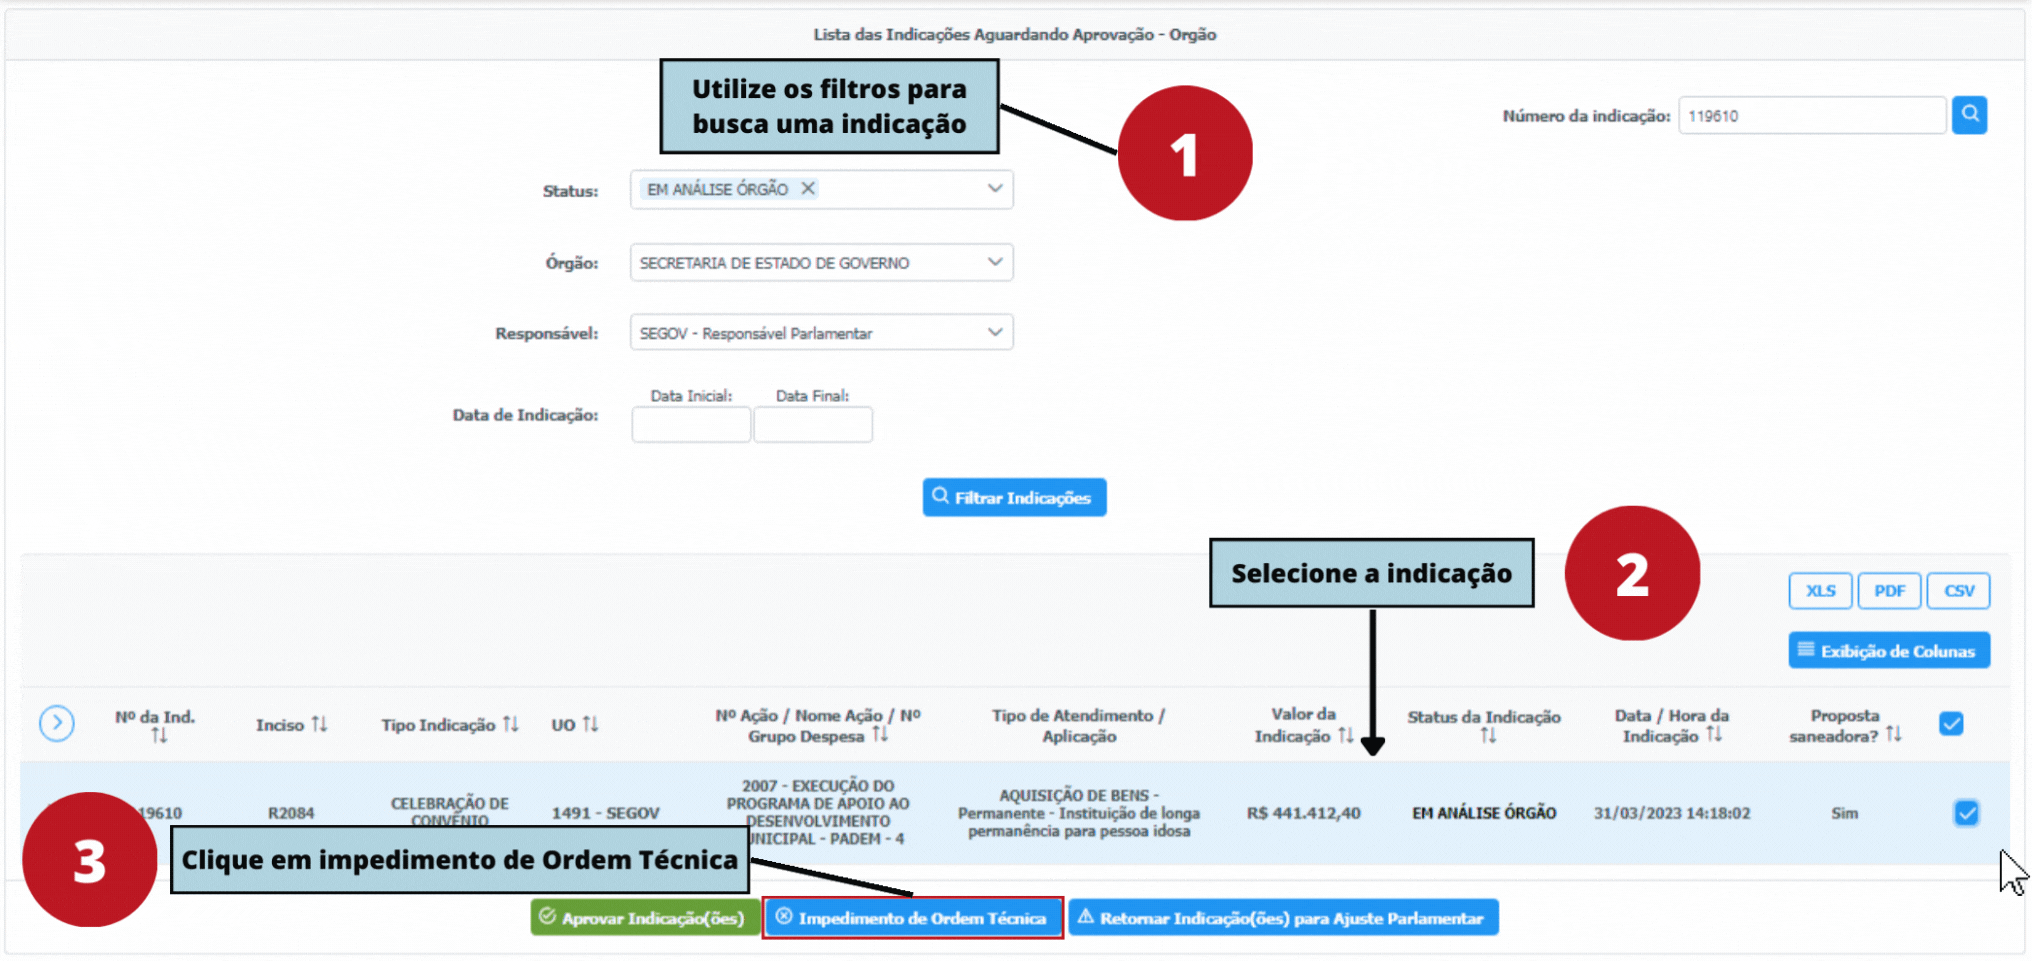 Lista das Indicações Aguardando Aprovação - Orgão
Utilize os filtros para
busca uma indicação
1
Número da indicação: 119610
Status: EM ANÁLISE ÓRGÃO
Órgão: SECRETARIA DE ESTADO DE GOVERNO
Responsável: SEGOV - Responsável Parlamentar
Data Inicial: Data Final:
Data de Indicação:
Filtrar Indicações
Selecione a indicação
2
XLS PDF CSV
Exibição de Colunas
Nº da Ind.
Inciso
Tipo Indicação
UO
Nº Ação / Nome Ação / Nº
Grupo Despesa
Tipo de Atendimento /
Aplicação
Valor da
Indicação
Status da Indicação
Data / Hora da
Indicação
Proposta
saneadora?
19610
R2084
CELEBRAÇÃO DE
CONVÊNIO
1491 - SEGOV
2007 - EXECUÇÃO DO
PROGRAMA DE APOIO AO
DESENVOLVIMENTO
UNICIPAL - PADEM - 4
AQUISIÇÃO DE BENS -
Permanente - Instituição de longa
permanência para pessoa idosa
R$ 441.412,40
EM ANÁLISE ÓRGÃO
31/03/2023 14:18:02
Sim
3
Clique em impedimento de Ordem Técnica
Aprovar Indicação(ões)
Impedimento de Ordem Técnica
Retornar Indicação(ões) para Ajuste Parlamentar